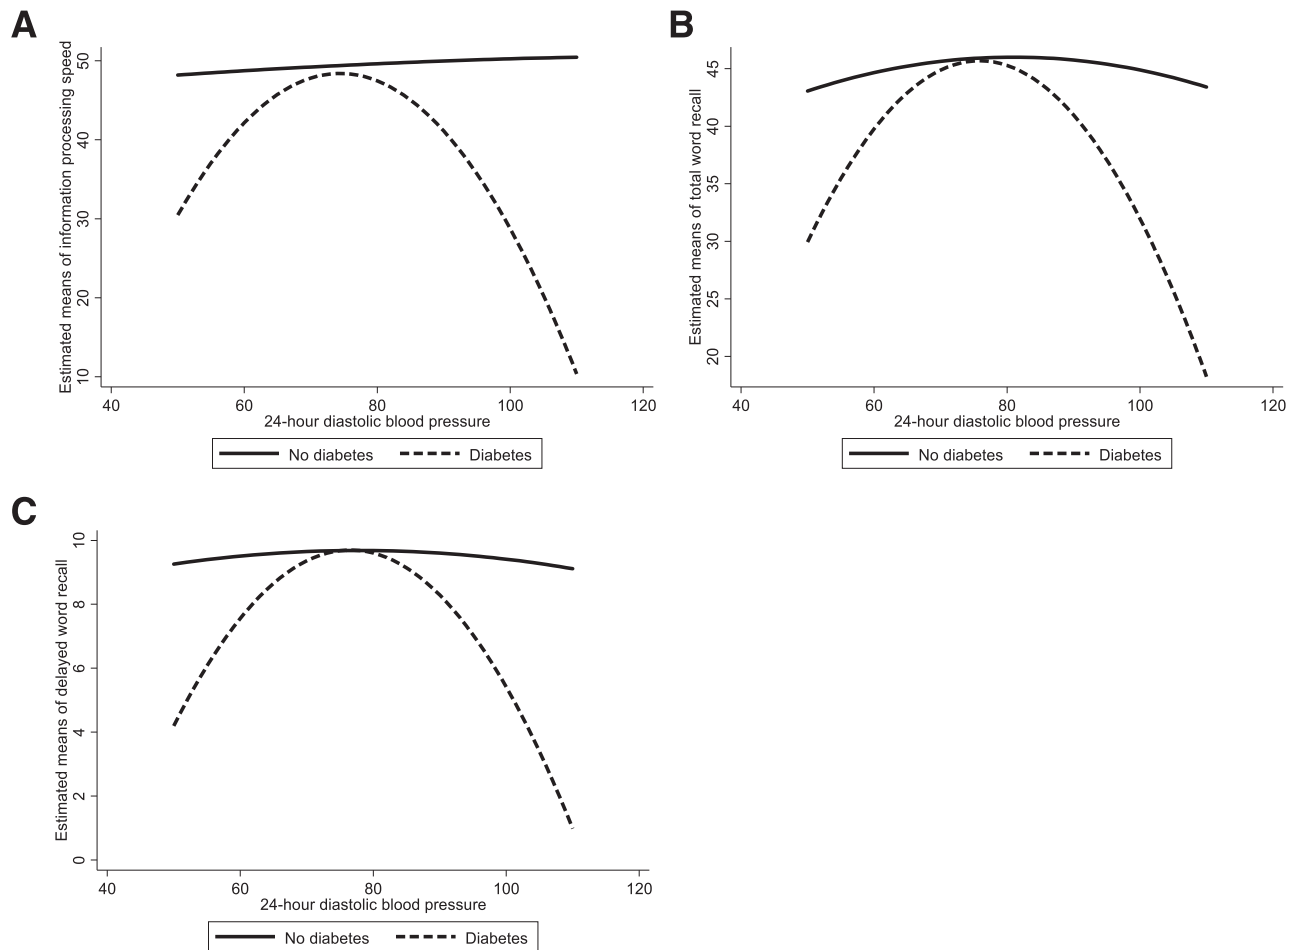 A
Estimated means of information processing speed
50
40
30
20
10
40 60 80 100 120
24-hour diastolic blood pressure
No diabetes Diabetes
B
Estimated means of total word recall
45
40
35
30
25
20
40 60 80 100 120
24-hour diastolic blood pressure
No diabetes Diabetes
C
Estimated means of delayed word recall
10
8
6
4
2
0
40 60 80 100 120
24-hour diastolic blood pressure
No diabetes Diabetes